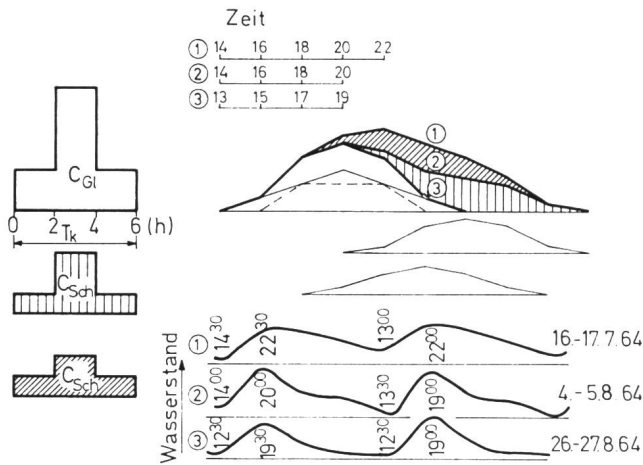 Zeit
① 14 16 18 20 22
② 14 16 18 20
③ 13 15 17 19
①
②
③
C_Gl
0 2 4 6 (h)
T_k
C_Sch
C_Sch
Wasserstand
① 14³⁰ 22³⁰ 13⁰⁰ 22⁰⁰ 16.-17.7.64
② 14⁰⁰ 20⁰⁰ 13³⁰ 19⁰⁰ 4.-5.8.64
③ 12³⁰ 19³⁰ 12³⁰ 19⁰⁰ 26.-27.8.64